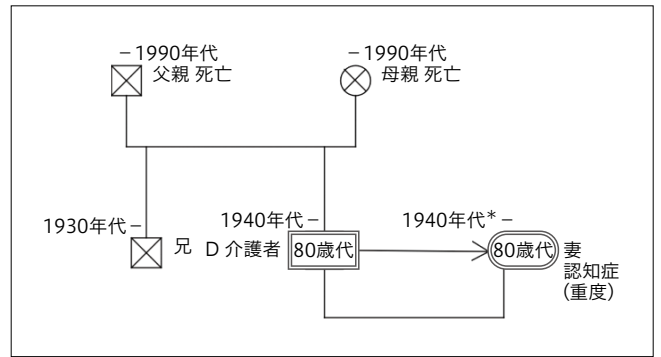 －1990年代
父親 死亡
－1990年代
母親 死亡
1930年代－
兄
1940年代－
D 介護者
80歳代
1940年代*－
80歳代
妻
認知症
(重度)